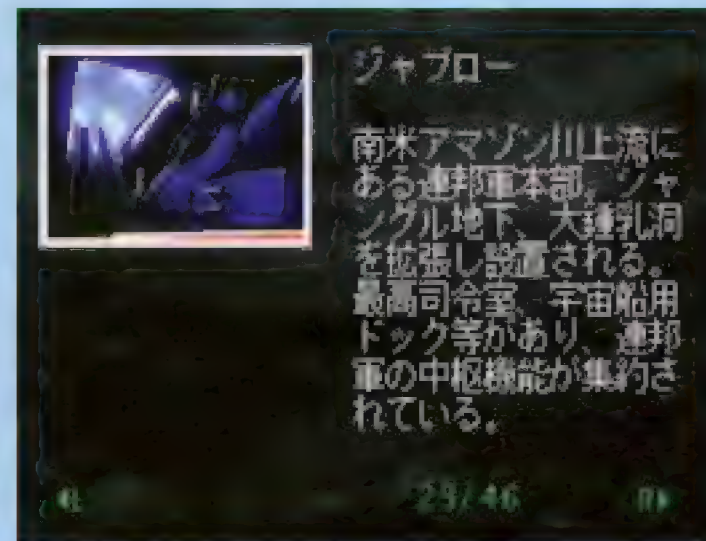 ジャブロー
南米アマゾン川上流に
ある連邦軍本部。ジャ
ングル地下、大鍾乳洞
を拡張し設置される。
最高司令室、宇宙船用
ドック等があり、連邦
軍の中枢機能が集約さ
れている。
23/46